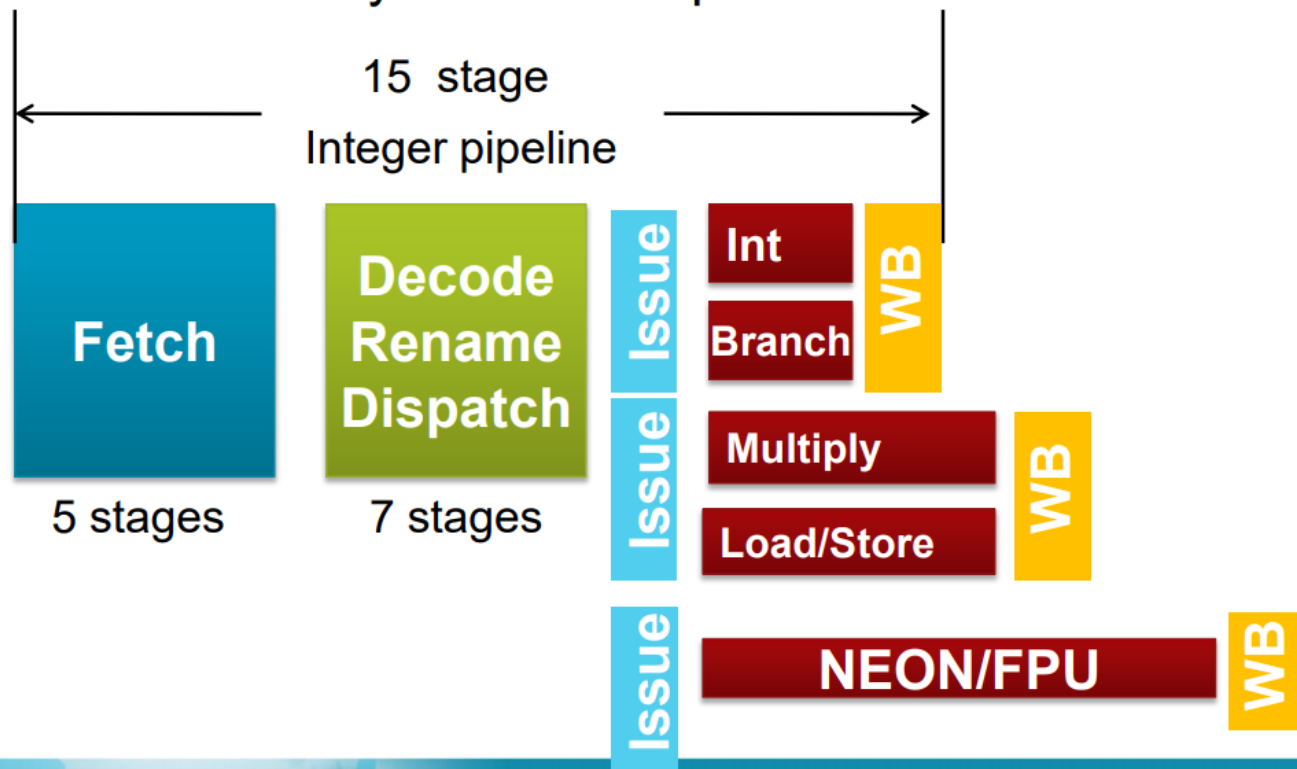 15 stage
Integer pipeline
Fetch
Decode
Rename
Dispatch
5 stages
7 stages
Issue
Int
Branch
WB
Issue
Multiply
Load/Store
WB
Issue
NEON/FPU
WB